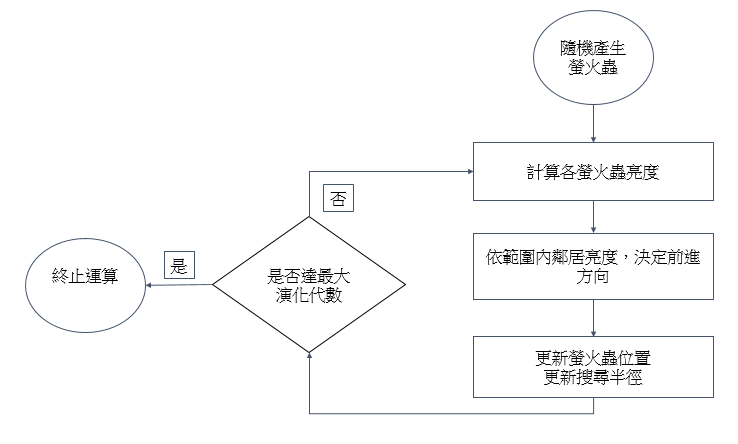 隨機產生
螢火蟲
計算各螢火蟲亮度
依範圍內鄰居亮度，決定前進
方向
更新螢火蟲位置
更新搜尋半徑
是否達最大
演化代數
否
是
終止運算